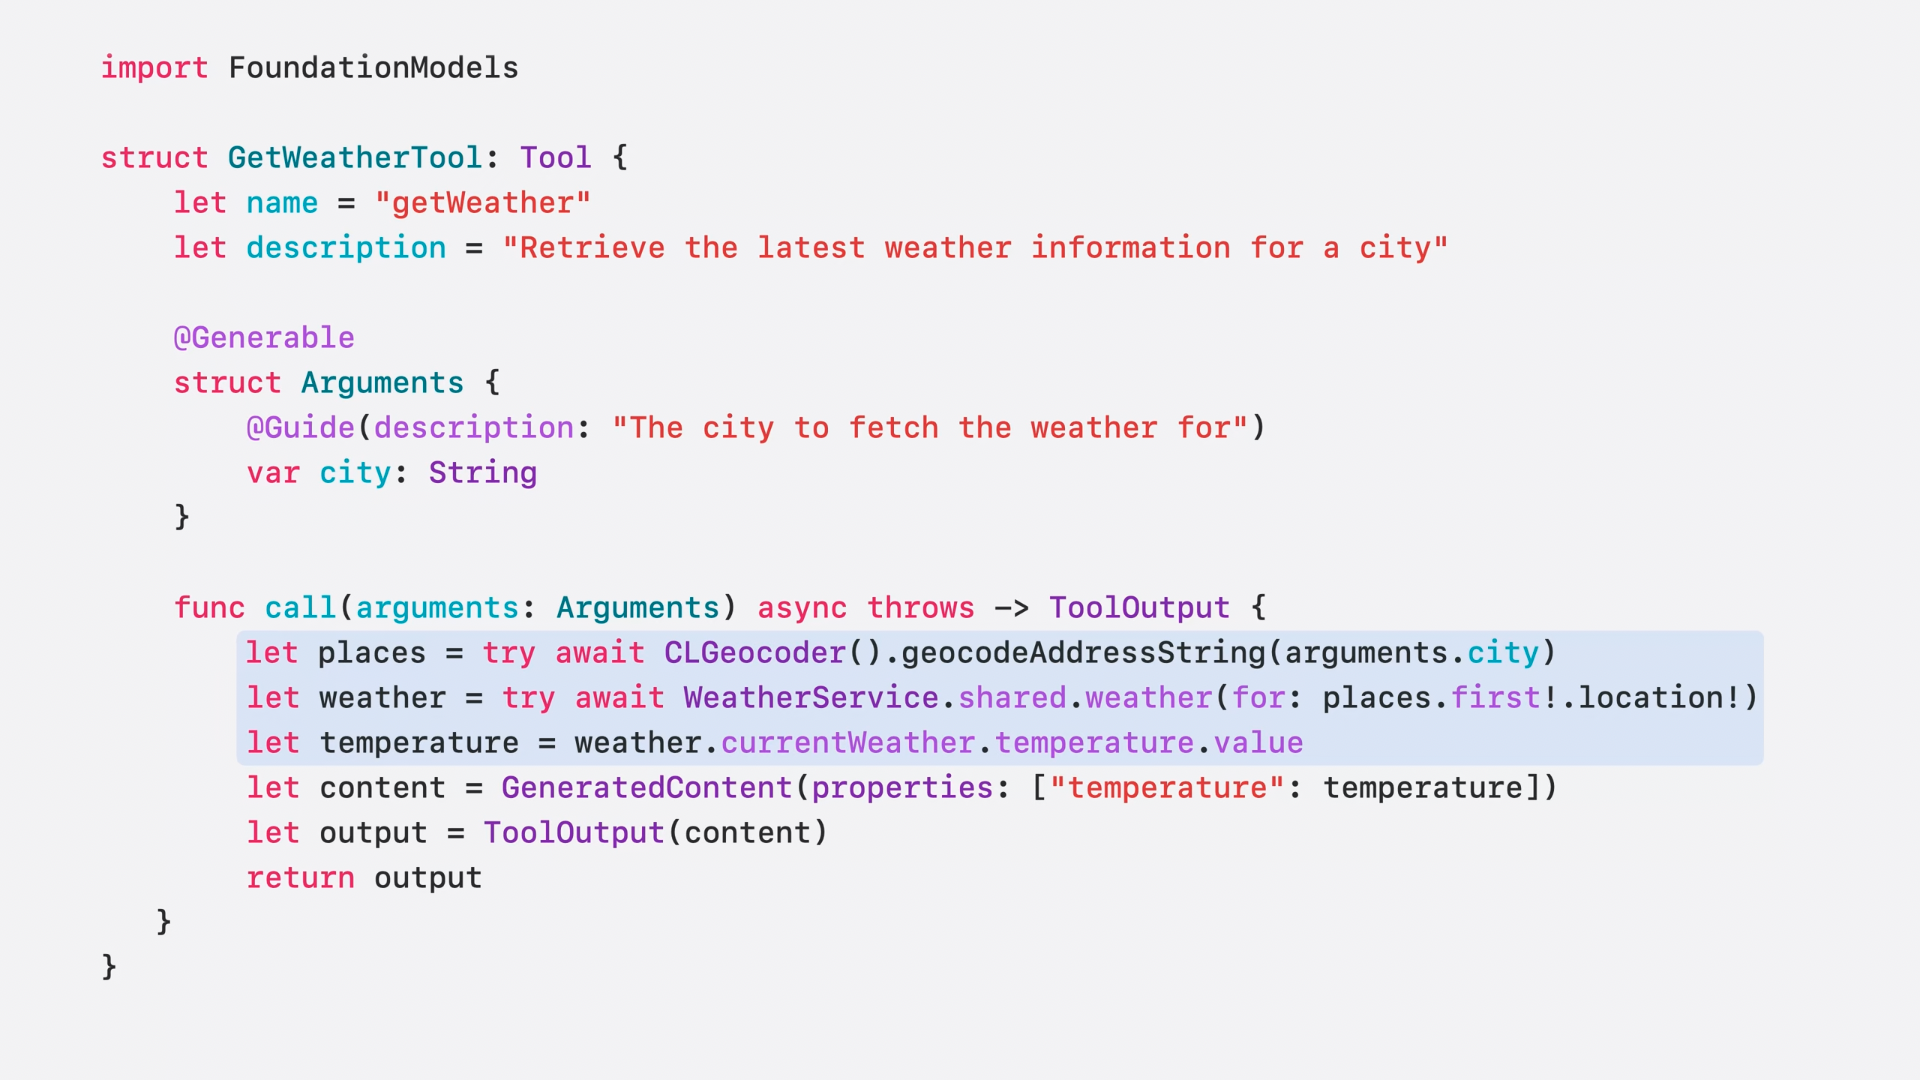 import FoundationModels
struct GetWeatherTool: Tool {
let name = "getWeather"
let description = "Retrieve the latest weather information for a city"
@Generable
struct Arguments {
@Guide(description: "The city to fetch the weather for")
var city: String
}
func call(arguments: Arguments) async throws -> ToolOutput {
let places = try await CLGeocoder().geocodeAddressString(arguments.city)
let weather = try await WeatherService.shared.weather(for: places.first!.location!)
let temperature = weather.currentWeather.temperature.value
let content = GeneratedContent(properties: ["temperature": temperature])
let output = ToolOutput(content)
return output
}
}